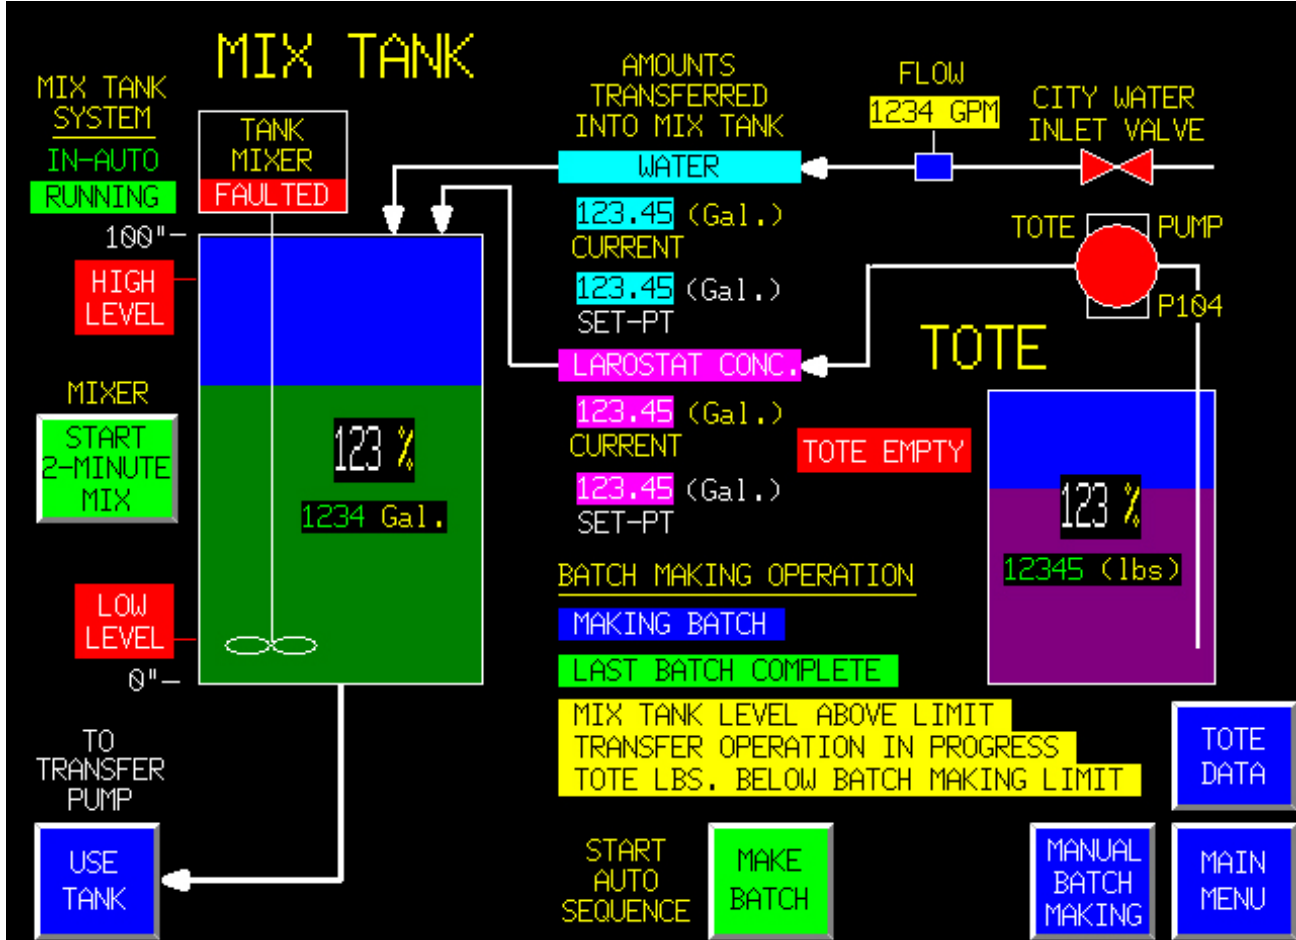 MIX TANK
MIX TANK
SYSTEM
IN-AUTO
RUNNING
TANK
MIXER
FAULTED
100"
HIGH
LEVEL
MIXER
START
2-MINUTE
MIX
123 %
1234 Gal.
LOW
LEVEL
0"
TO
TRANSFER
PUMP
USE
TANK
AMOUNTS
TRANSFERRED
INTO MIX TANK
WATER
123.45 (Gal.)
CURRENT
123.45 (Gal.)
SET-PT
LAROSTAT CONC.
123.45 (Gal.)
CURRENT
123.45 (Gal.)
SET-PT
FLOW
1234 GPM
CITY WATER
INLET VALVE
TOTE PUMP
P104
TOTE
TOTE EMPTY
123 %
12345 (lbs)
BATCH MAKING OPERATION
MAKING BATCH
LAST BATCH COMPLETE
MIX TANK LEVEL ABOVE LIMIT
TRANSFER OPERATION IN PROGRESS
TOTE LBS. BELOW BATCH MAKING LIMIT
START
AUTO
SEQUENCE
MAKE
BATCH
TOTE
DATA
MANUAL
BATCH
MAKING
MAIN
MENU